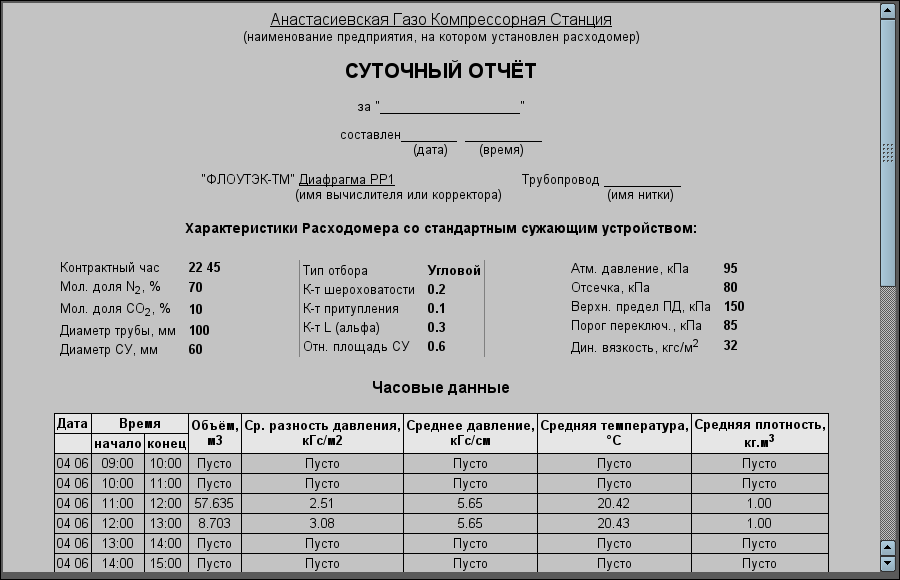 Анастасиевская Газо Компрессорная Станция
(наименование предприятия, на котором установлен расходомер)
СУТОЧНЫЙ ОТЧЁТ
за "____________________"
составлен________ ___________
(дата) (время)
"ФЛОУТЭК-ТМ" Диафрагма PP1 Трубопровод ___________
(имя вычислителя или корректора) (имя нитки)
Характеристики Расходомера со стандартным сужающим устройством:
Контрактный час 22 45
Мол. доля N2, % 70
Мол. доля CO2, % 10
Диаметр трубы, мм 100
Диаметр СУ, мм 60
Тип отбора Угловой
К-т шероховатости 0.2
К-т притупления 0.1
К-т L (альфа) 0.3
Отн. площадь СУ 0.6
Атм. давление, кПа 95
Отсечка, кПа 80
Верхн. предел ПД, кПа 150
Порог переключ., кПа 85
Дин. вязкость, кгс/м2 32
Часовые данные
Дата Время Объём, м3 Ср. разность давления, кГс/м2 Среднее давление, кГс/см Средняя температура, °C Средняя плотность, кг.м3
начало конец
04 06 09:00 10:00 Пусто Пусто Пусто Пусто Пусто
04 06 10:00 11:00 Пусто Пусто Пусто Пусто Пусто
04 06 11:00 12:00 57.635 2.51 5.65 20.42 1.00
04 06 12:00 13:00 8.703 3.08 5.65 20.43 1.00
04 06 13:00 14:00 Пусто Пусто Пусто Пусто Пусто
04 06 14:00 15:00 Пусто Пусто Пусто Пусто Пусто